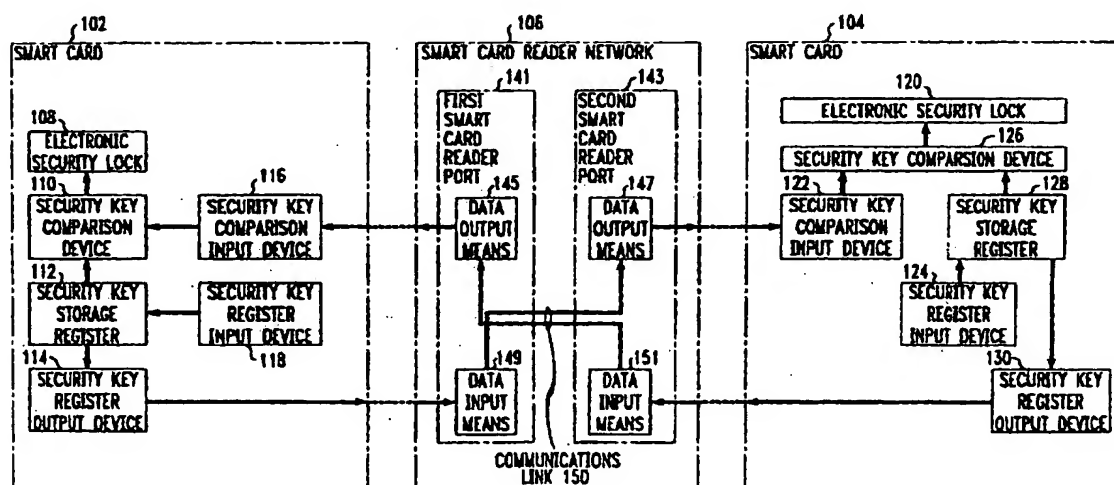 102
SMART CARD
108
ELECTRONIC
SECURITY LOCK
110
SECURITY KEY
COMPARISON
DEVICE
116
SECURITY KEY
COMPARISON
INPUT DEVICE
112
SECURITY KEY
STORAGE
REGISTER
SECURITY KEY
REGISTER
INPUT DEVICE
118
114
SECURITY KEY
REGISTER
OUTPUT DEVICE
106
SMART CARD READER NETWORK
141
FIRST
SMART
CARD
READER
PORT
143
SECOND
SMART
CARD
READER
PORT
145
DATA
OUTPUT
MEANS
147
DATA
OUTPUT
MEANS
149
DATA
INPUT
MEANS
151
DATA
INPUT
MEANS
COMMUNICATIONS
LINK 150
104
SMART CARD
120
ELECTRONIC SECURITY LOCK
126
SECURITY KEY COMPARSION DEVICE
122
SECURITY KEY
COMPARISON
INPUT DEVICE
128
SECURITY KEY
STORAGE
REGISTER
124
SECURITY KEY
REGISTER
INPUT DEVICE
130
SECURITY KEY
REGISTER
OUTPUT DEVICE